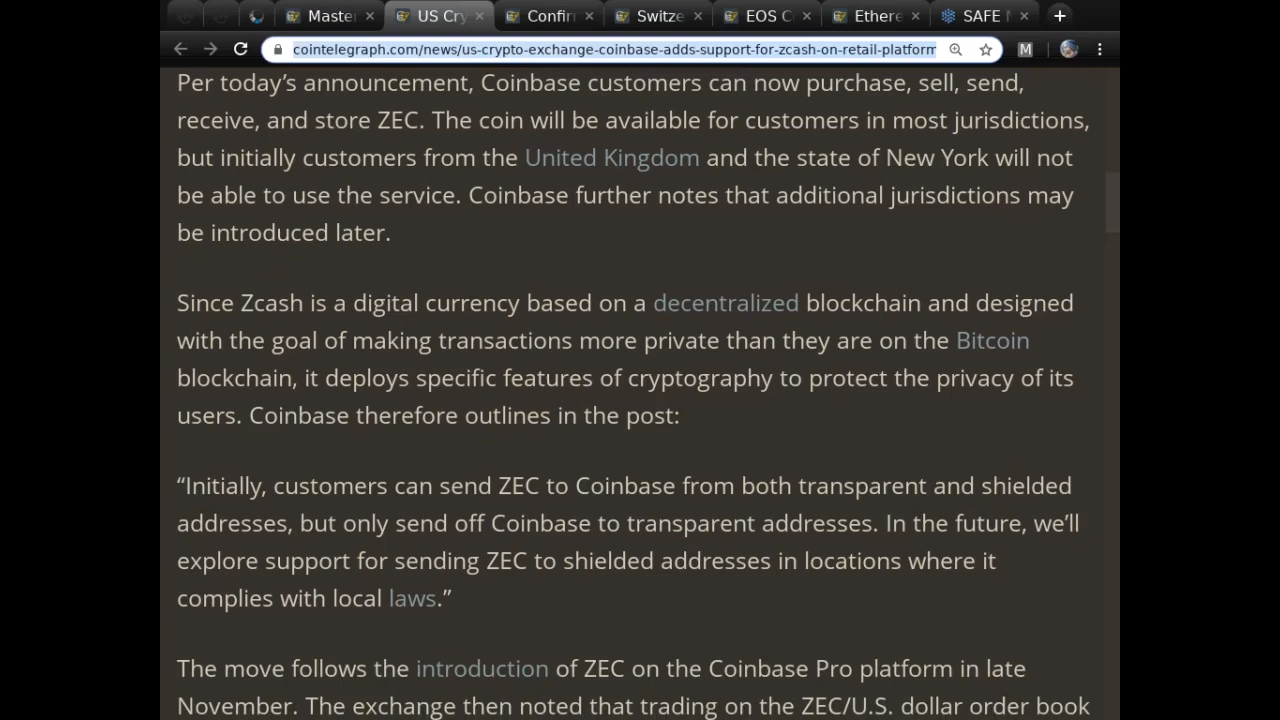 Master
US Cry
Confir
Switze
EOS C
Ethere
SAFE
cointelegraph.com/news/us-crypto-exchange-coinbase-adds-support-for-zcash-on-retail-platform
M
Per today’s announcement, Coinbase customers can now purchase, sell, send,
receive, and store ZEC. The coin will be available for customers in most jurisdictions,
but initially customers from the United Kingdom and the state of New York will not
be able to use the service. Coinbase further notes that additional jurisdictions may
be introduced later.
Since Zcash is a digital currency based on a decentralized blockchain and designed
with the goal of making transactions more private than they are on the Bitcoin
blockchain, it deploys specific features of cryptography to protect the privacy of its
users. Coinbase therefore outlines in the post:
“Initially, customers can send ZEC to Coinbase from both transparent and shielded
addresses, but only send off Coinbase to transparent addresses. In the future, we’ll
explore support for sending ZEC to shielded addresses in locations where it
complies with local laws.”
The move follows the introduction of ZEC on the Coinbase Pro platform in late
November. The exchange then noted that trading on the ZEC/U.S. dollar order book